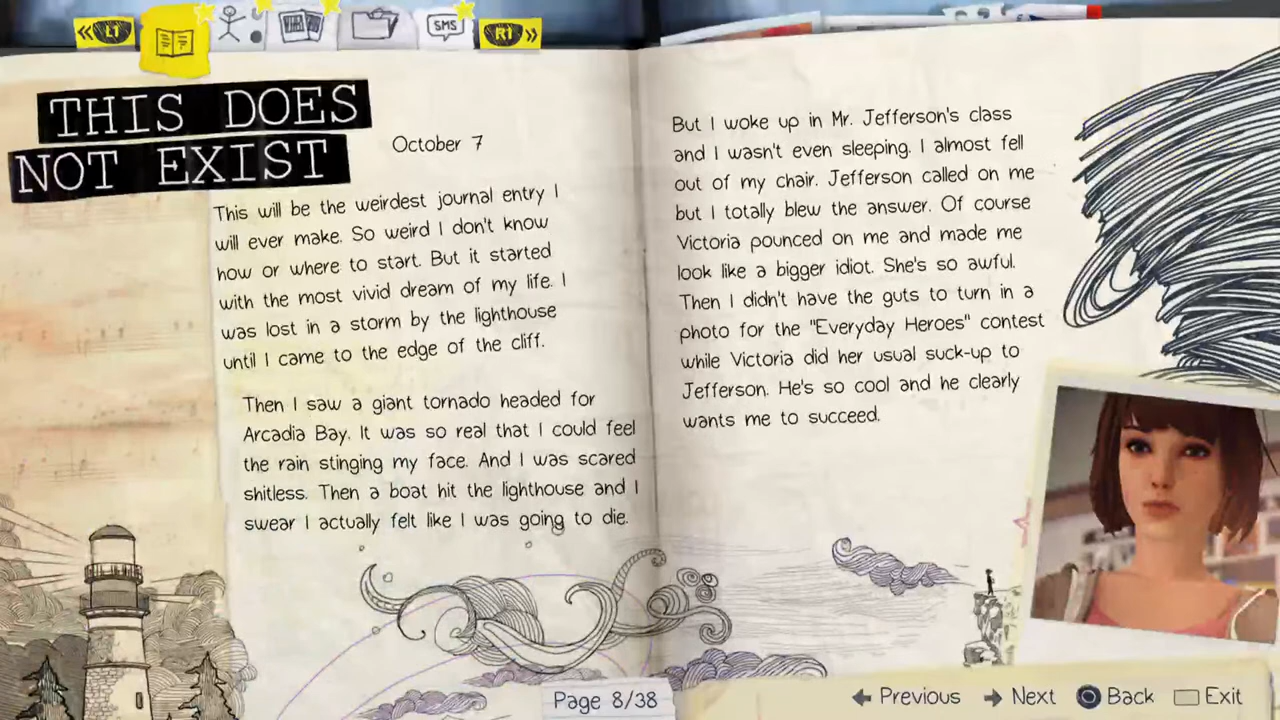 L1
SMS
R1
THIS DOES
NOT EXIST
October 7
This will be the weirdest journal entry I
will ever make. So weird I don't know
how or where to start. But it started
with the most vivid dream of my life. I
was lost in a storm by the lighthouse
until I came to the edge of the cliff.
Then I saw a giant tornado headed for
Arcadia Bay. It was so real that I could feel
the rain stinging my face. And I was scared
shitless. Then a boat hit the lighthouse and I
swear I actually felt like I was going to die.
But I woke up in Mr. Jefferson's class
and I wasn't even sleeping. I almost fell
out of my chair. Jefferson called on me
but I totally blew the answer. Of course
Victoria pounced on me and made me
look like a bigger idiot. She's so awful.
Then I didn't have the guts to turn in a
photo for the "Everyday Heroes" contest
while Victoria did her usual suck-up to
Jefferson. He's so cool and he clearly
wants me to succeed.
Page 8/38
Previous Next Back Exit